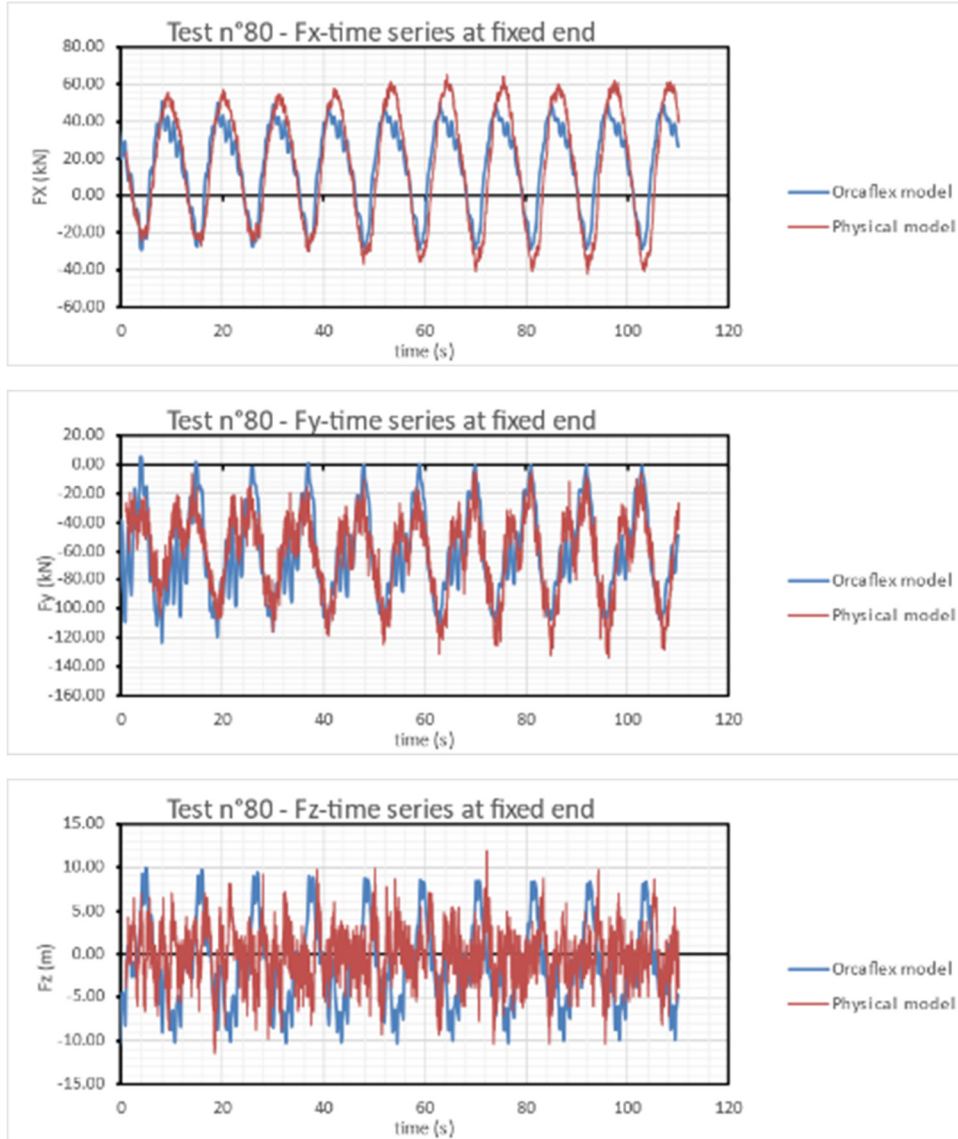 Test n°80 - Fx-time series at fixed end
80.00
60.00
40.00
20.00
0.00
-20.00
-40.00
-60.00
FX (kN)
0 20 40 60 80 100 120
time (s)
Orcaflex model
Physical model
Test n°80 - Fy-time series at fixed end
20.00
0.00
-20.00
-40.00
-60.00
-80.00
-100.00
-120.00
-140.00
-160.00
Fy (kN)
0 20 40 60 80 100 120
time (s)
Orcaflex model
Physical model
Test n°80 - Fz-time series at fixed end
15.00
10.00
5.00
0.00
-5.00
-10.00
-15.00
Fz (m)
0 20 40 60 80 100 120
time (s)
Orcaflex model
Physical model